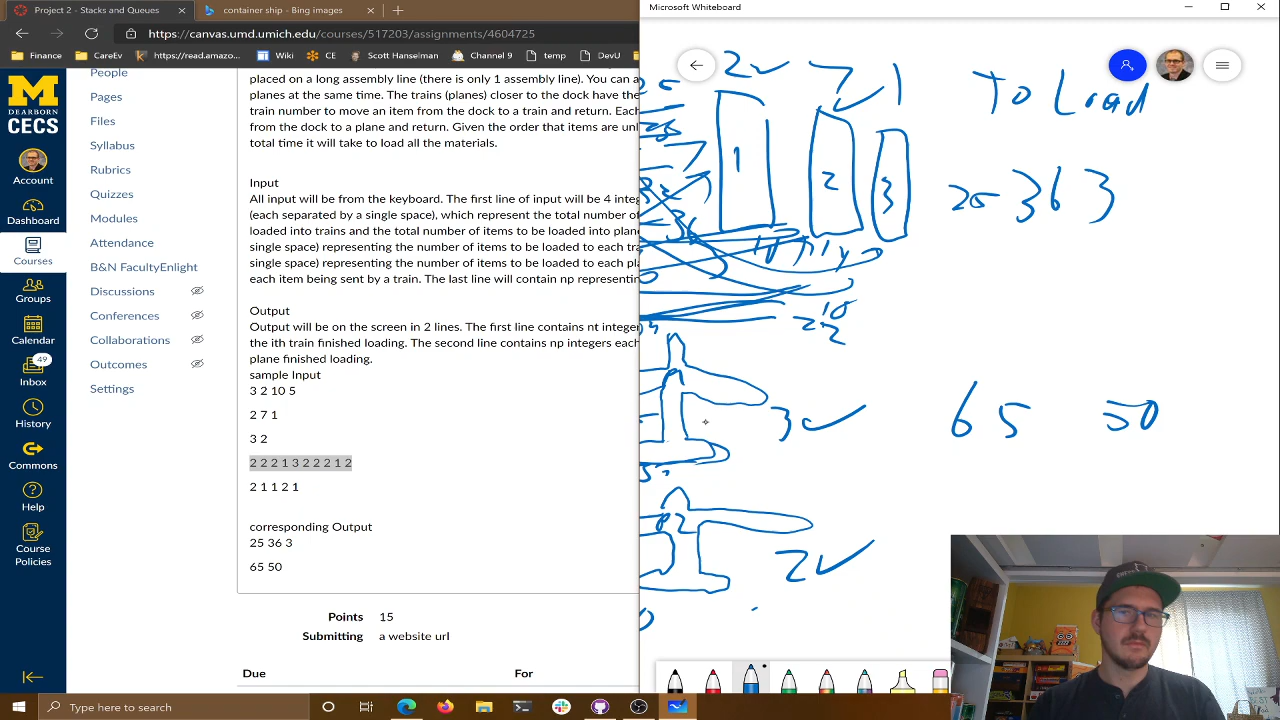 Project 2 - Stacks and Queues
container ship - Bing images
Microsoft Whiteboard
https://canvas.umd.umich.edu/courses/517203/assignments/4604725
Finance
CareEv
https://read.amazo...
Wiki
CE
Scott Hanselman
Channel 9
temp
DevU
M
DEARBORN
CECS
Account
Dashboard
Courses
Groups
Calendar
49
Inbox
History
Commons
Help
Course
Policies
People
Pages
Files
Syllabus
Rubrics
Quizzes
Modules
Attendance
B&N FacultyEnlight
Discussions
Conferences
Collaborations
Outcomes
Settings
placed on a long assembly line (there is only 1 assembly line). You can a
planes at the same time. The trains (planes) closer to the dock have the
train number to move an item from the dock to a train and return. Eac
from the dock to a plane and return. Given the order that items are unl
total time it will take to load all the materials.
Input
All input will be from the keyboard. The first line of input will be 4 integ
(each separated by a single space), which represent the total number of
loaded into trains and the total number of items to be loaded into plane
single space) representing the number of items to be loaded to each tra
single space) representing the number of items to be loaded to each pla
each item being sent by a train. The last line will contain np representin
Output
Output will be on the screen in 2 lines. The first line contains nt integer
the ith train finished loading. The second line contains np integers each
plane finished loading.
sample Input
3 2 10 5
2 7 1
3 2
2 2 2 1 3 2 2 2 1 2
2 1 1 2 1
corresponding Output
25 36 3
65 50
Points 15
Submitting a website url
Due For
2 7 1 To Load
1 2 3
25 36 3
3
65 50
2
Type here to search